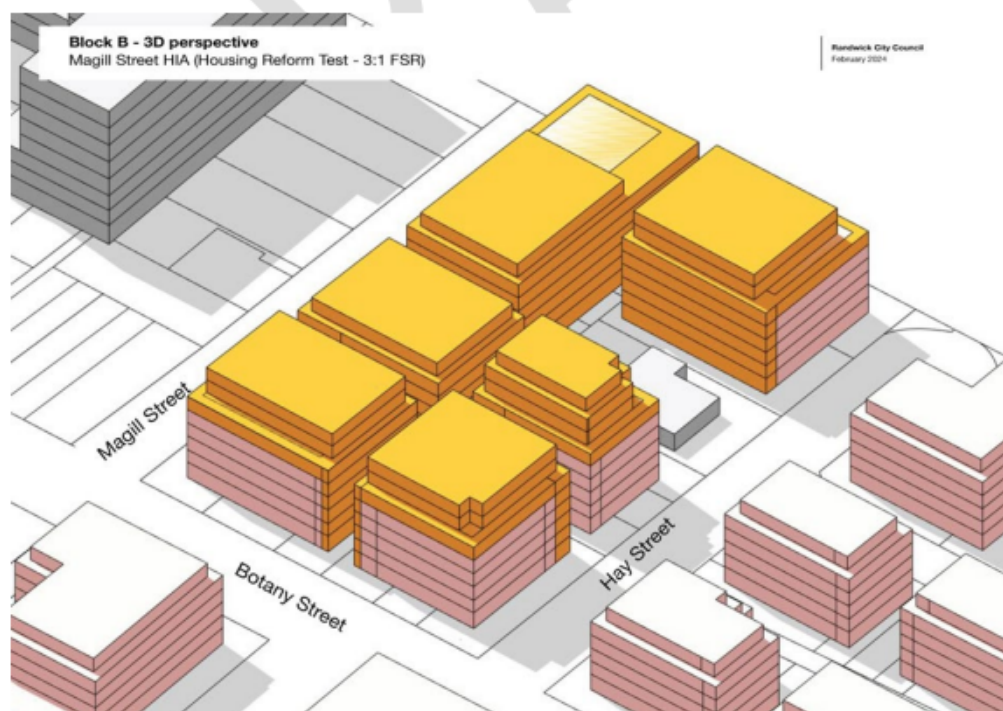 Block B - 3D perspective
Magill Street HIA (Housing Reform Test - 3:1 FSR)
Randwick City Council
February 2024
Magill Street
Botany Street
Hay Street